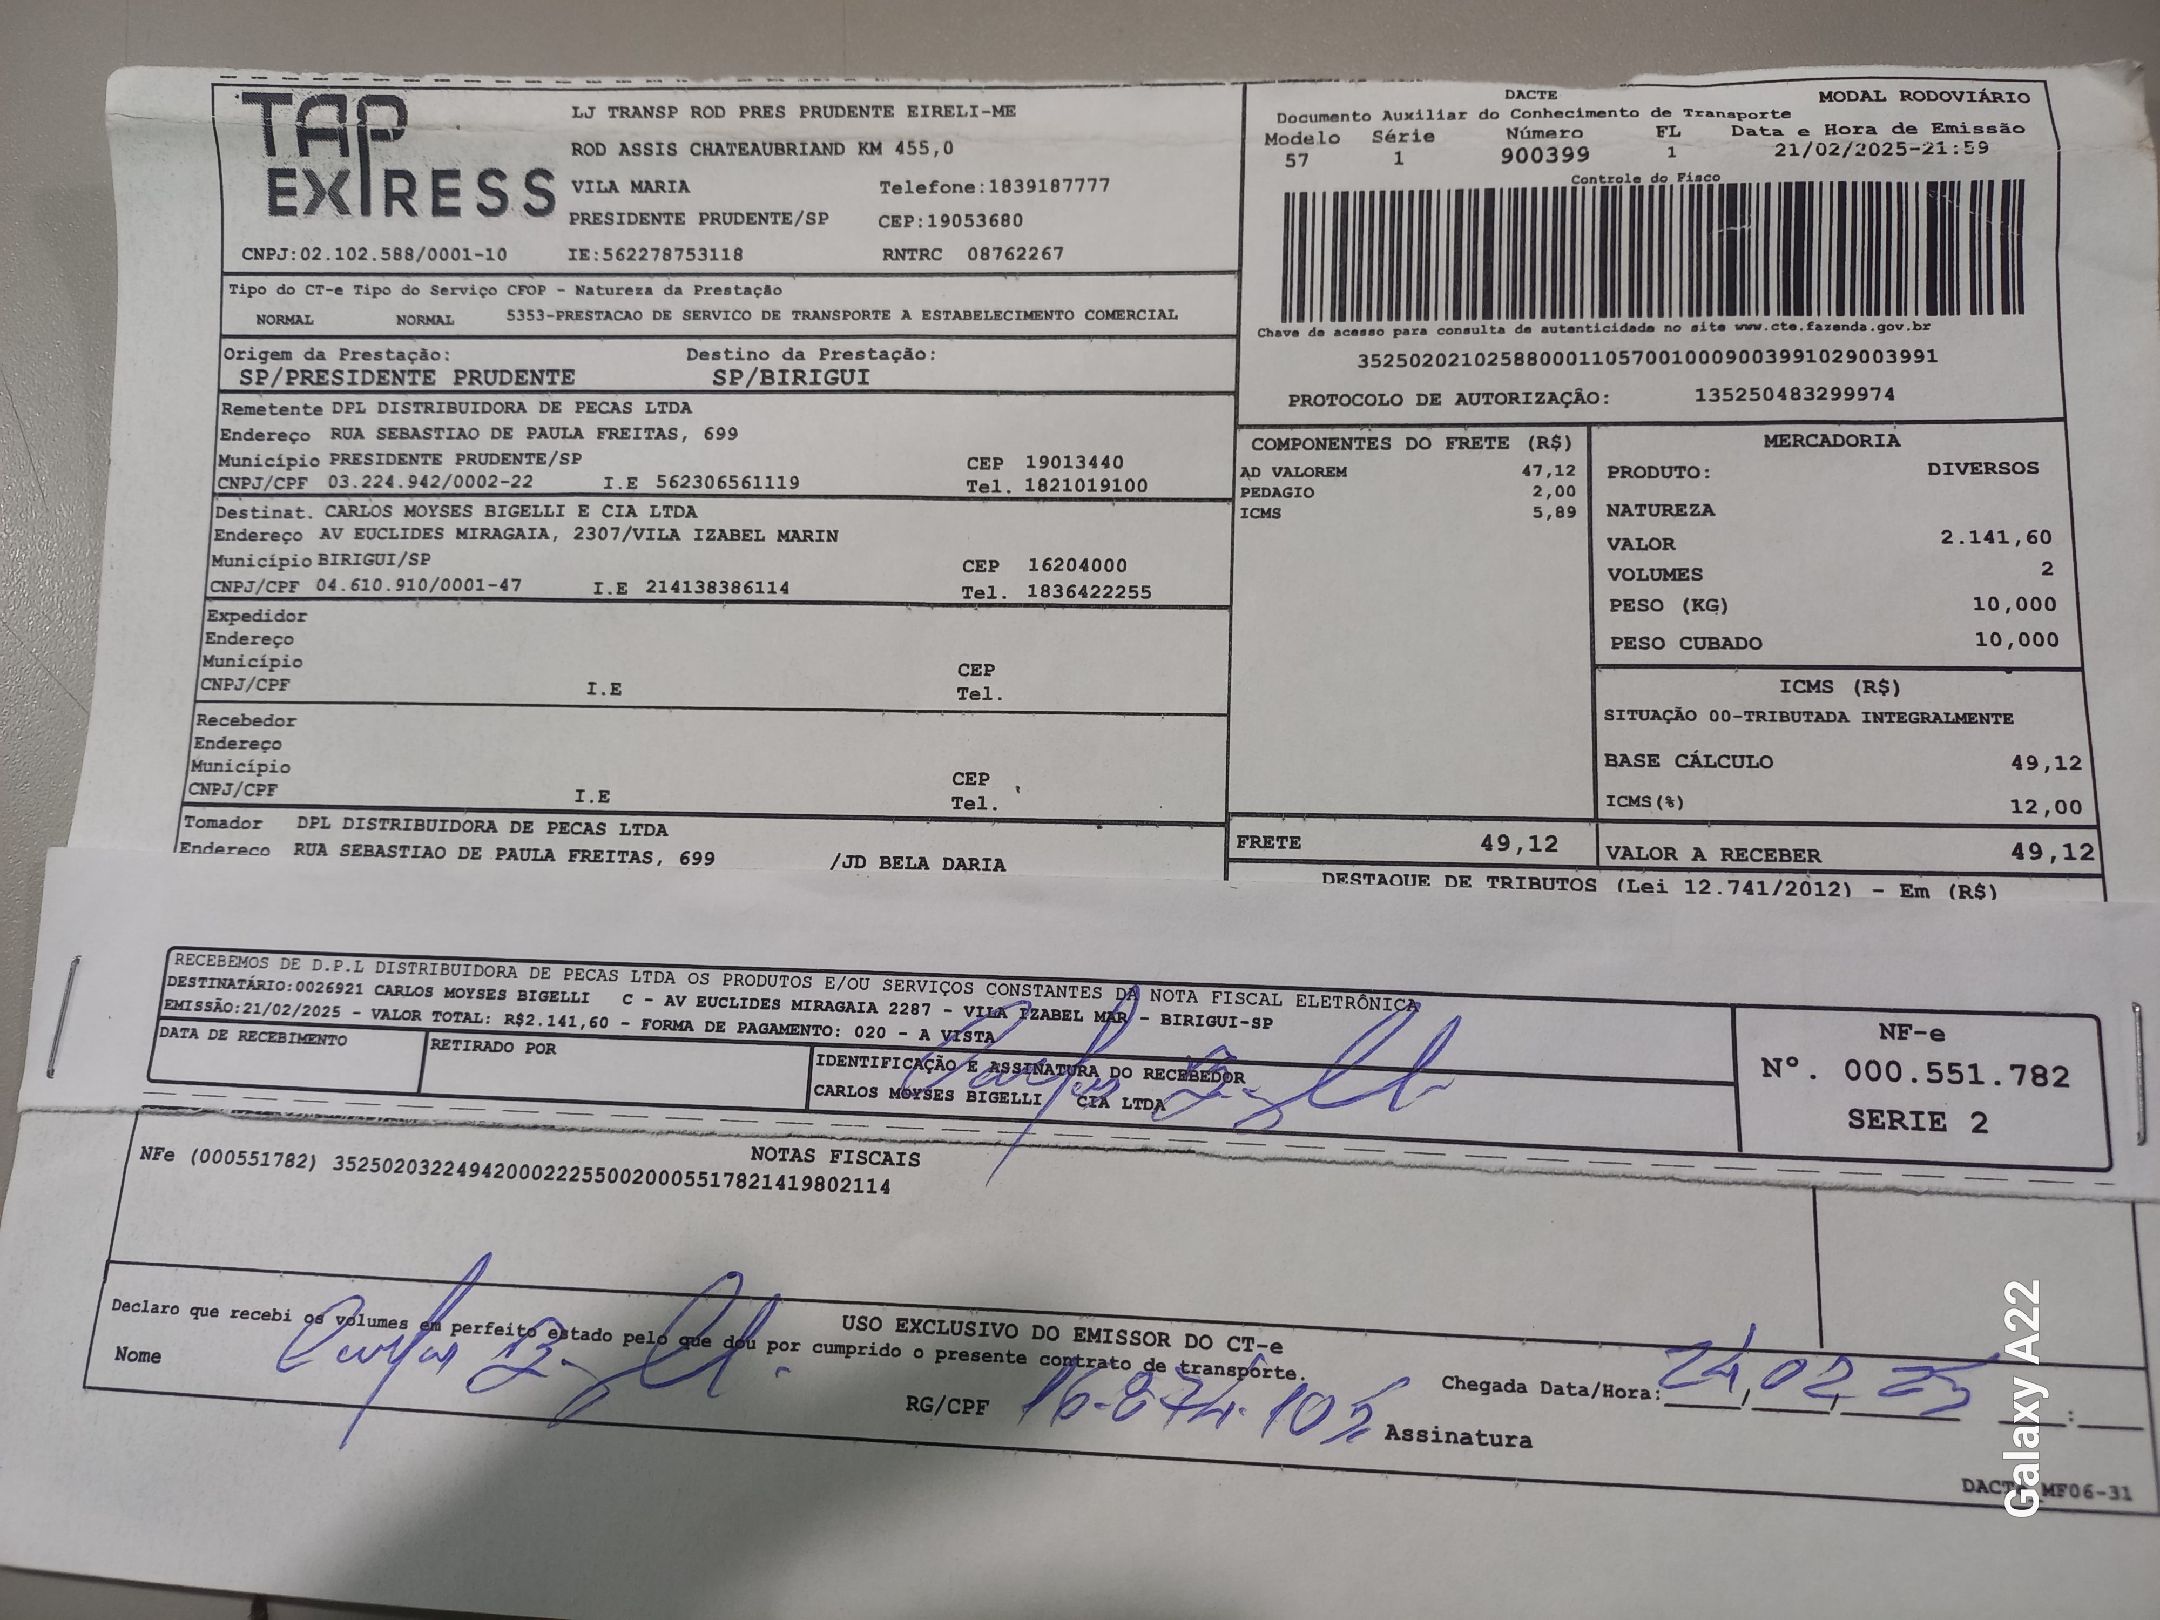 TAP EXPRESS
LJ TRANSP ROD PRES PRUDENTE EIRELI-ME
ROD ASSIS CHATEAUBRIAND KM 455,0
VILA MARIA Telefone:1839187777
PRESIDENTE PRUDENTE/SP CEP:19053680
CNPJ:02.102.588/0001-10 IE:562278753118 RNTRC 08762267
DACTE MODAL RODOVIÁRIO
Documento Auxiliar do Conhecimento de Transporte
Modelo Série Número FL Data e Hora de Emissão
57 1 900399 1 21/02/2025-21:59
Controle do Fisco
Chave de acesso para consulta de autenticidade no site www.cte.fazenda.gov.br
35250202102588000110570010009003991029003991
PROTOCOLO DE AUTORIZAÇÃO: 135250483299974
Tipo do CT-e Tipo do Serviço CFOP - Natureza da Prestação
NORMAL NORMAL 5353-PRESTACAO DE SERVICO DE TRANSPORTE A ESTABELECIMENTO COMERCIAL
Origem da Prestação: Destino da Prestação:
SP/PRESIDENTE PRUDENTE SP/BIRIGUI
Remetente DPL DISTRIBUIDORA DE PECAS LTDA
Endereço RUA SEBASTIAO DE PAULA FREITAS, 699
Município PRESIDENTE PRUDENTE/SP CEP 19013440
CNPJ/CPF 03.224.942/0002-22 I.E 562306561119 Tel. 1821019100
Destinat. CARLOS MOYSES BIGELLI E CIA LTDA
Endereço AV EUCLIDES MIRAGAIA, 2307/VILA IZABEL MARIN
Município BIRIGUI/SP CEP 16204000
CNPJ/CPF 04.610.910/0001-47 I.E 214138386114 Tel. 1836422255
Expedidor
Endereço
Município CEP
CNPJ/CPF I.E Tel.
Recebedor
Endereço
Município CEP
CNPJ/CPF I.E Tel.
Tomador DPL DISTRIBUIDORA DE PECAS LTDA
Endereço RUA SEBASTIAO DE PAULA FREITAS, 699 /JD BELA DARIA
COMPONENTES DO FRETE (R$)
AD VALOREM 47,12
PEDAGIO 2,00
ICMS 5,89
FRETE 49,12
MERCADORIA
PRODUTO: DIVERSOS
NATUREZA
VALOR 2.141,60
VOLUMES 2
PESO (KG) 10,000
PESO CUBADO 10,000
ICMS (R$)
SITUAÇÃO 00-TRIBUTADA INTEGRALMENTE
BASE CÁLCULO 49,12
ICMS(%) 12,00
VALOR A RECEBER 49,12
DESTAQUE DE TRIBUTOS (Lei 12.741/2012) - Em (R$)
RECEBEMOS DE D.P.L DISTRIBUIDORA DE PECAS LTDA OS PRODUTOS E/OU SERVIÇOS CONSTANTES DA NOTA FISCAL ELETRÔNICA
DESTINATÁRIO:0026921 CARLOS MOYSES BIGELLI C - AV EUCLIDES MIRAGAIA 2287 - VILA IZABEL MAR - BIRIGUI-SP
EMISSÃO:21/02/2025 - VALOR TOTAL: R$2.141,60 - FORMA DE PAGAMENTO: 020 - A VISTA
DATA DE RECEBIMENTO RETIRADO POR IDENTIFICAÇÃO E ASSINATURA DO RECEBEDOR
CARLOS MOYSES BIGELLI CIA LTDA
NF-e
Nº. 000.551.782
SERIE 2
NOTAS FISCAIS
NFe (000551782) 35250203224942000222550020005517821419802114
USO EXCLUSIVO DO EMISSOR DO CT-e
Declaro que recebi os volumes em perfeito estado pelo que dou por cumprido o presente contrato de transporte.
Nome Carlos RG/CPF 16.874.105 Assinatura
Chegada Data/Hora: 24,02,25 :
DACTE MF06-31
Galaxy A22